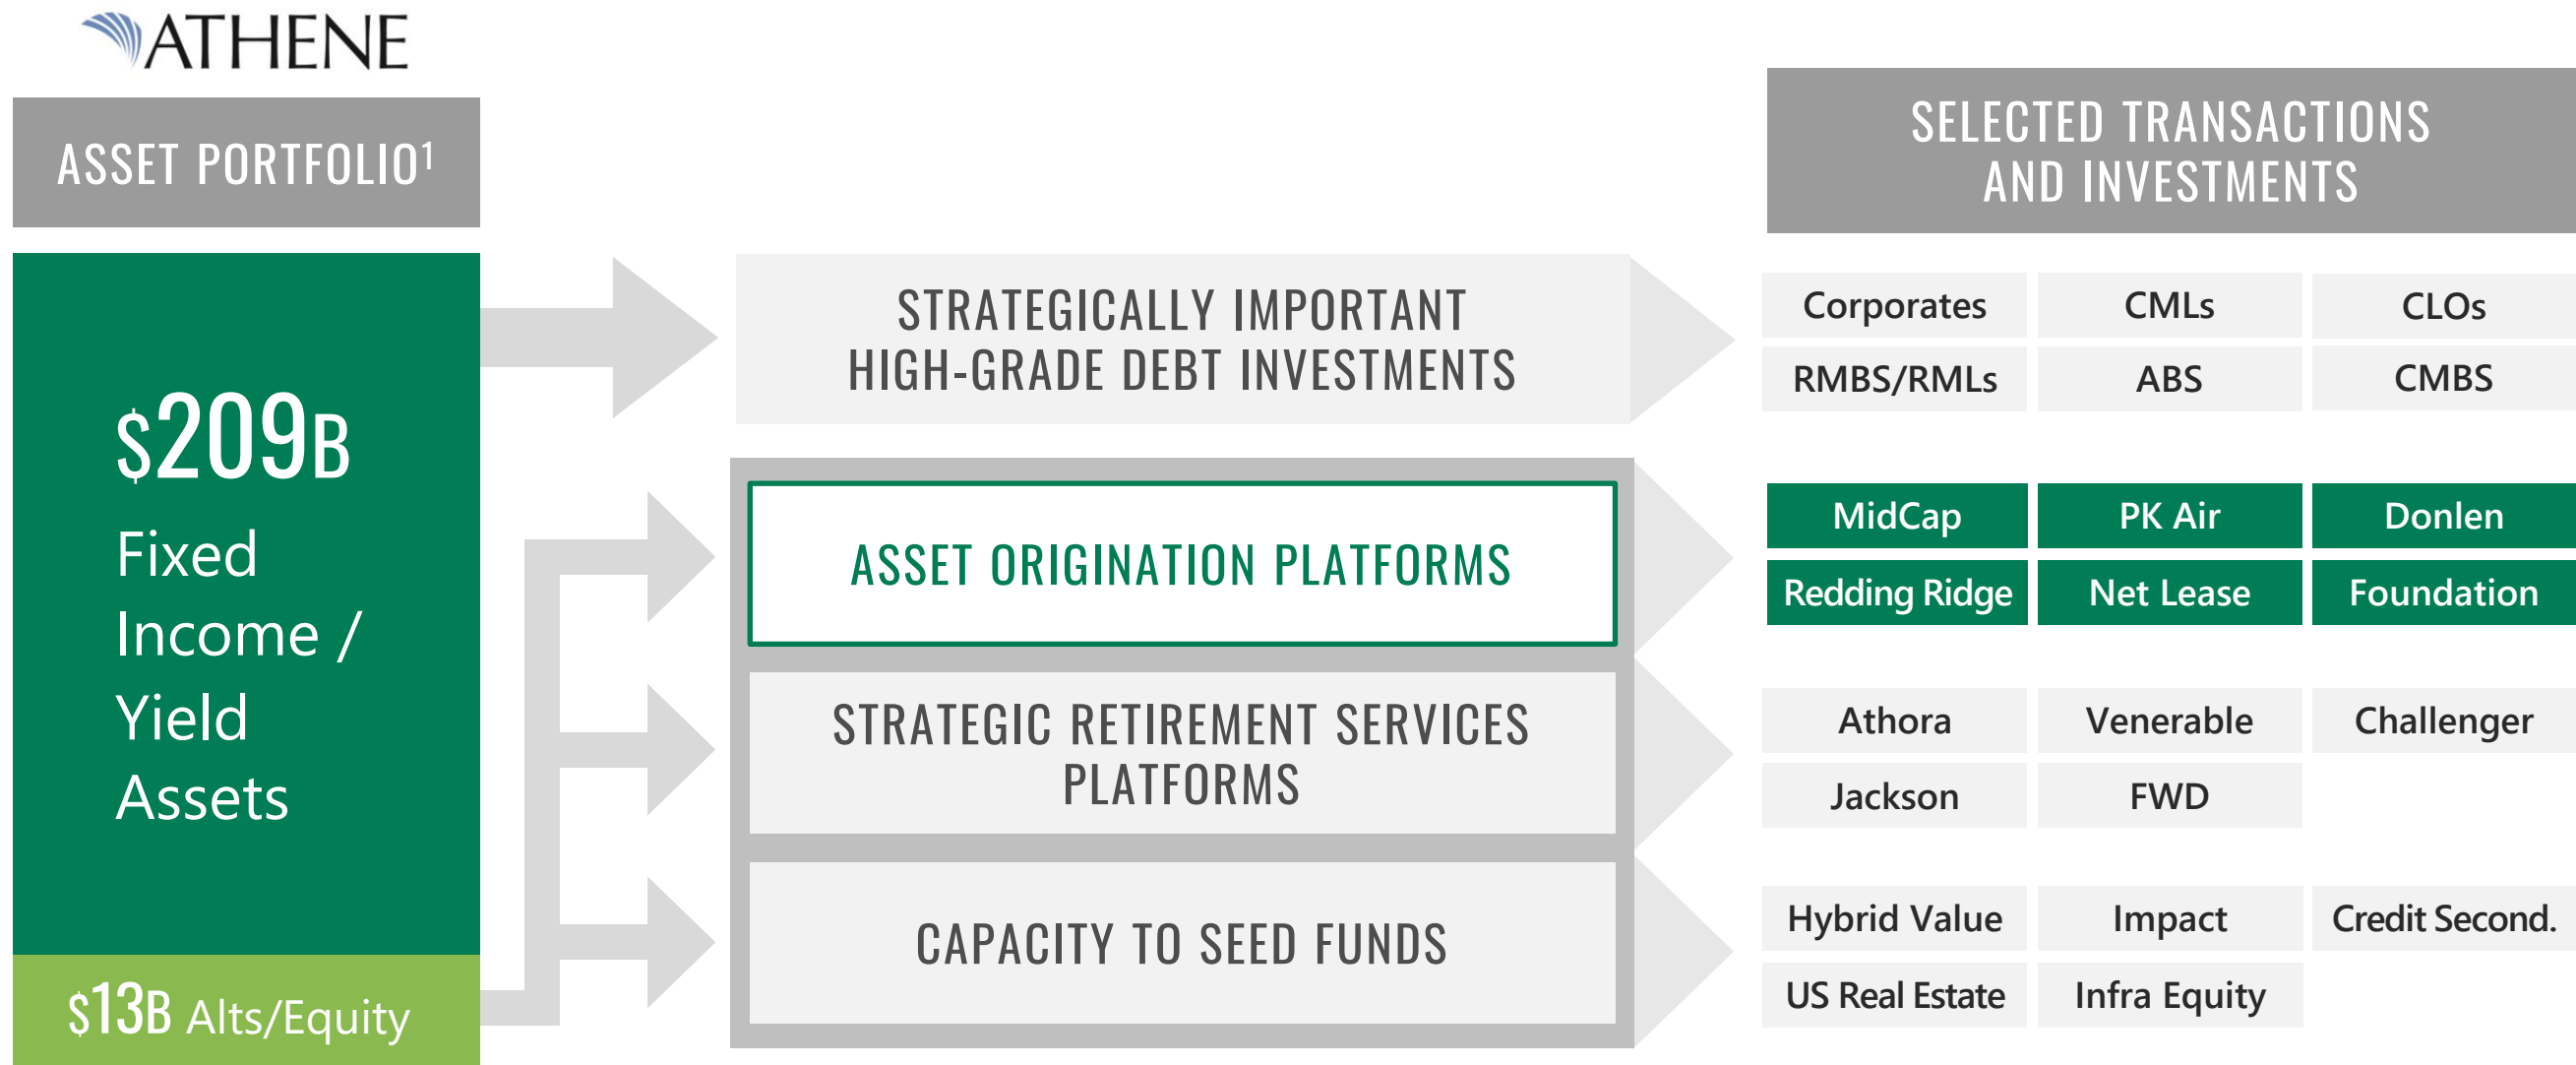 ATHENE
ASSET PORTFOLIO¹
$209B
Fixed
Income /
Yield
Assets
$13B Alts/Equity
STRATEGICALLY IMPORTANT
HIGH-GRADE DEBT INVESTMENTS
ASSET ORIGINATION PLATFORMS
STRATEGIC RETIREMENT SERVICES
PLATFORMS
CAPACITY TO SEED FUNDS
SELECTED TRANSACTIONS
AND INVESTMENTS
Corporates CMLs CLOs
RMBS/RMLs ABS CMBS
MidCap PK Air Donlen
Redding Ridge Net Lease Foundation
Athora Venerable Challenger
Jackson FWD
Hybrid Value Impact Credit Second.
US Real Estate Infra Equity